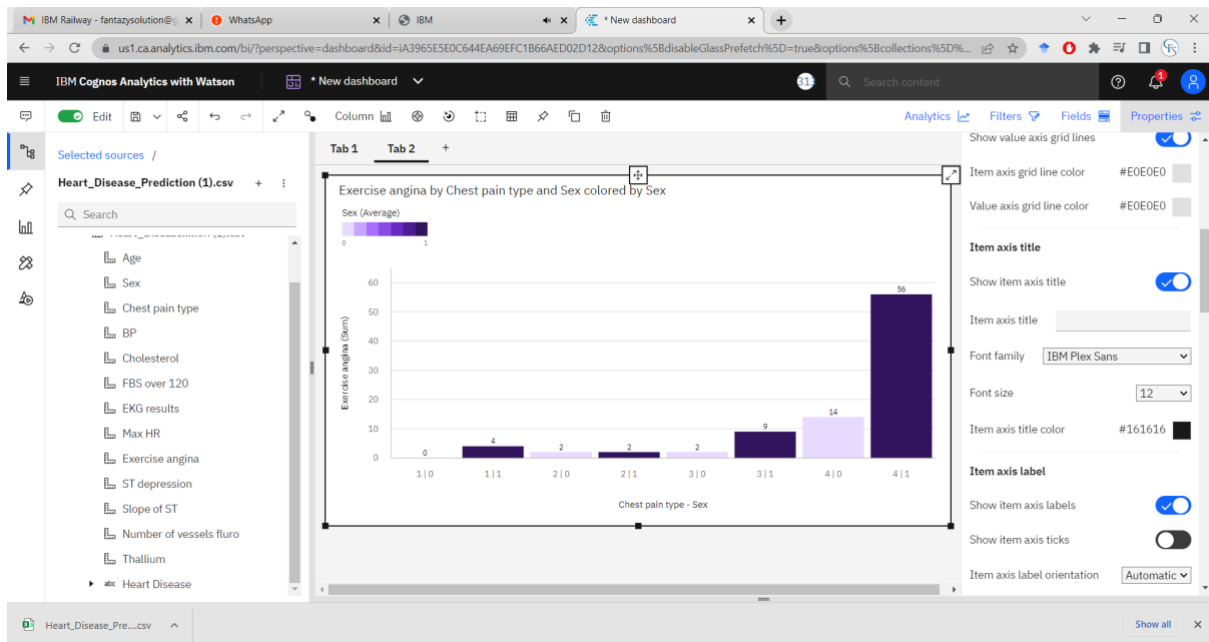 IBM Railway - fantazysolution@g
WhatsApp
IBM
* New dashboard
us1.ca.analytics.ibm.com/bi/?perspective=dashboard&id=iA3965E5E0C644EA69EFC1B66AED02D12&options%5BdisableGlassPrefetch%5D=true&options%5Bcollections%5D%...
IBM Cognos Analytics with Watson
* New dashboard
31
Search content
1
Edit
Column
Analytics
Filters
Fields
Properties
Selected sources /
Heart_Disease_Prediction (1).csv
Search
Age
Sex
Chest pain type
BP
Cholesterol
FBS over 120
EKG results
Max HR
Exercise angina
ST depression
Slope of ST
Number of vessels fluro
Thallium
abc Heart Disease
Tab 1 Tab 2 +
Exercise angina by Chest pain type and Sex colored by Sex
Sex (Average)
0 1
Exercise angina (Sum)
60
50
40
30
20
10
0
0 4 2 2 2 9 14 56
1|0 1|1 2|0 2|1 3|0 3|1 4|0 4|1
Chest pain type - Sex
Show value axis grid lines
Item axis grid line color #E0E0E0
Value axis grid line color #E0E0E0
Item axis title
Show item axis title
Item axis title
Font family IBM Plex Sans
Font size 12
Item axis title color #161616
Item axis label
Show item axis labels
Show item axis ticks
Item axis label orientation Automatic
Heart_Disease_Pre....csv
Show all